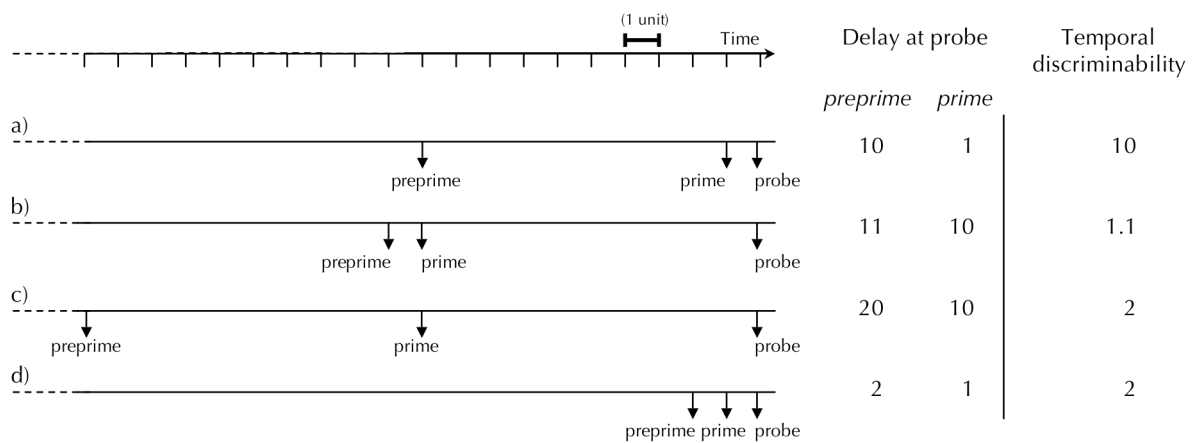 (1 unit)
Time
Delay at probe
Temporal
discriminability
preprime prime
a)
10 1 10
preprime prime probe
b)
11 10 1.1
preprime prime probe
c)
20 10 2
preprime prime probe
d)
2 1 2
preprime prime probe